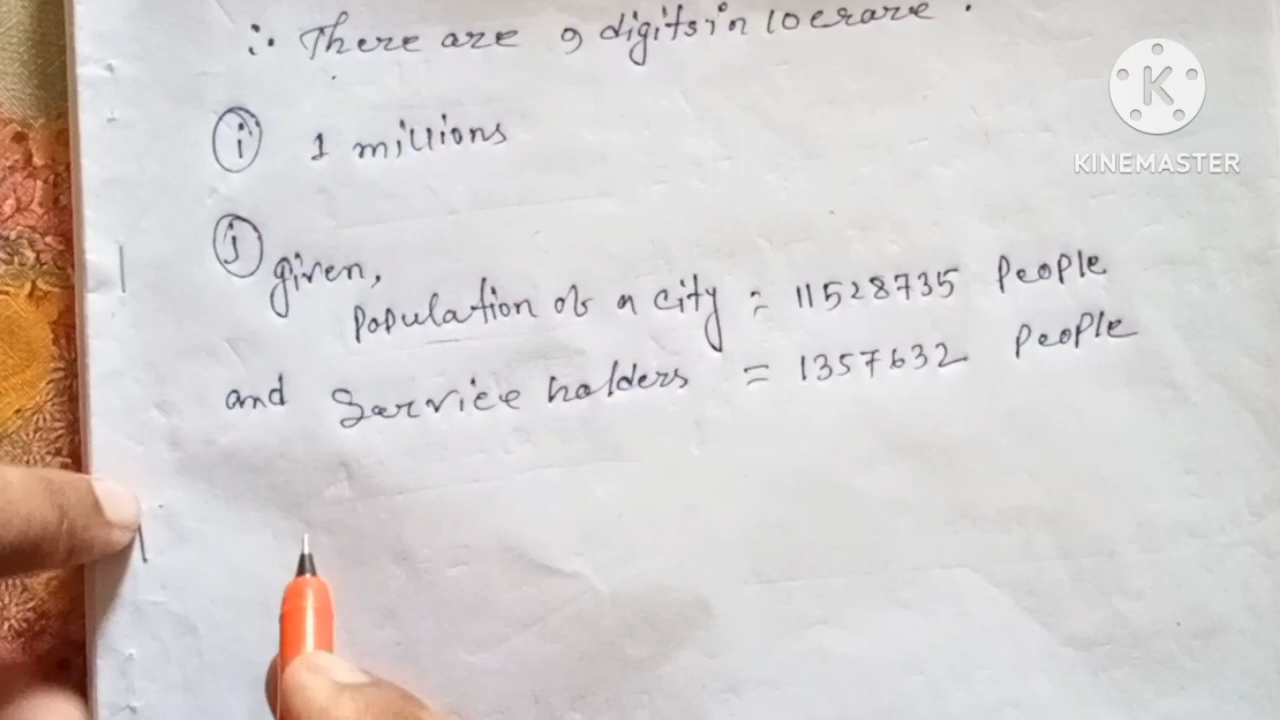 ∴ There are 9 digits in 10 crare.
i 1 millions
j given,
Population of a city = 11528735 People
and Service holders = 1357632 People
K
KINEMASTER